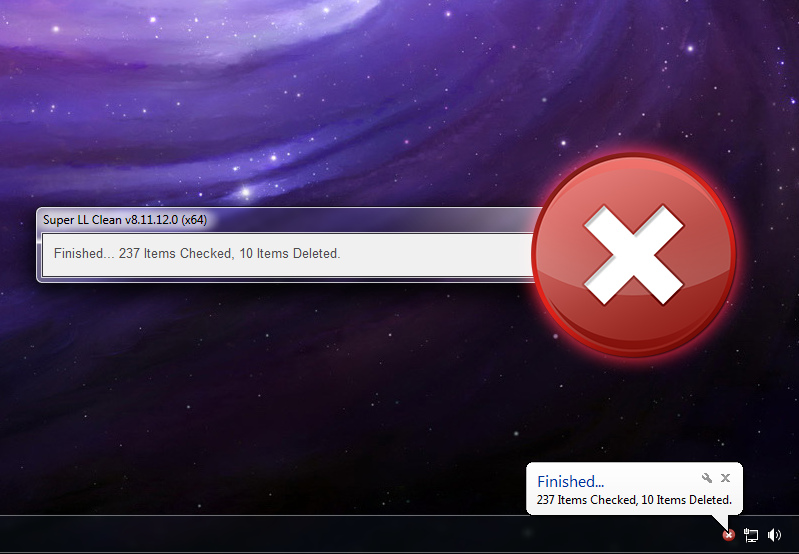 Super LL Clean v8.11.12.0 (x64)
Finished... 237 Items Checked, 10 Items Deleted.
Finished...
237 Items Checked, 10 Items Deleted.